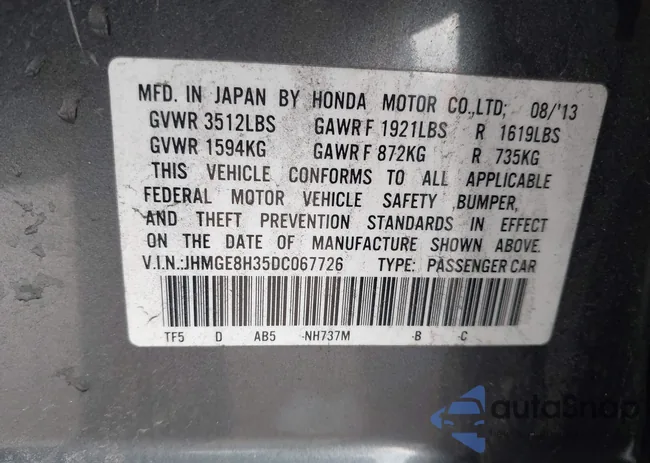 MFD. IN JAPAN BY HONDA MOTOR CO.,LTD; 08/'13
GVWR 3512LBS GAWR F 1921LBS R 1619LBS
GVWR 1594KG GAWR F 872KG R 735KG
THIS VEHICLE CONFORMS TO ALL APPLICABLE
FEDERAL MOTOR VEHICLE SAFETY ,BUMPER,
AND THEFT PREVENTION STANDARDS IN EFFECT
ON THE DATE OF MANUFACTURE SHOWN ABOVE.
V.I.N.:JHMGE8H35DC067726 TYPE: PASSENGER CAR
TF5 D AB5 -NH737M -B -C
autoSnap